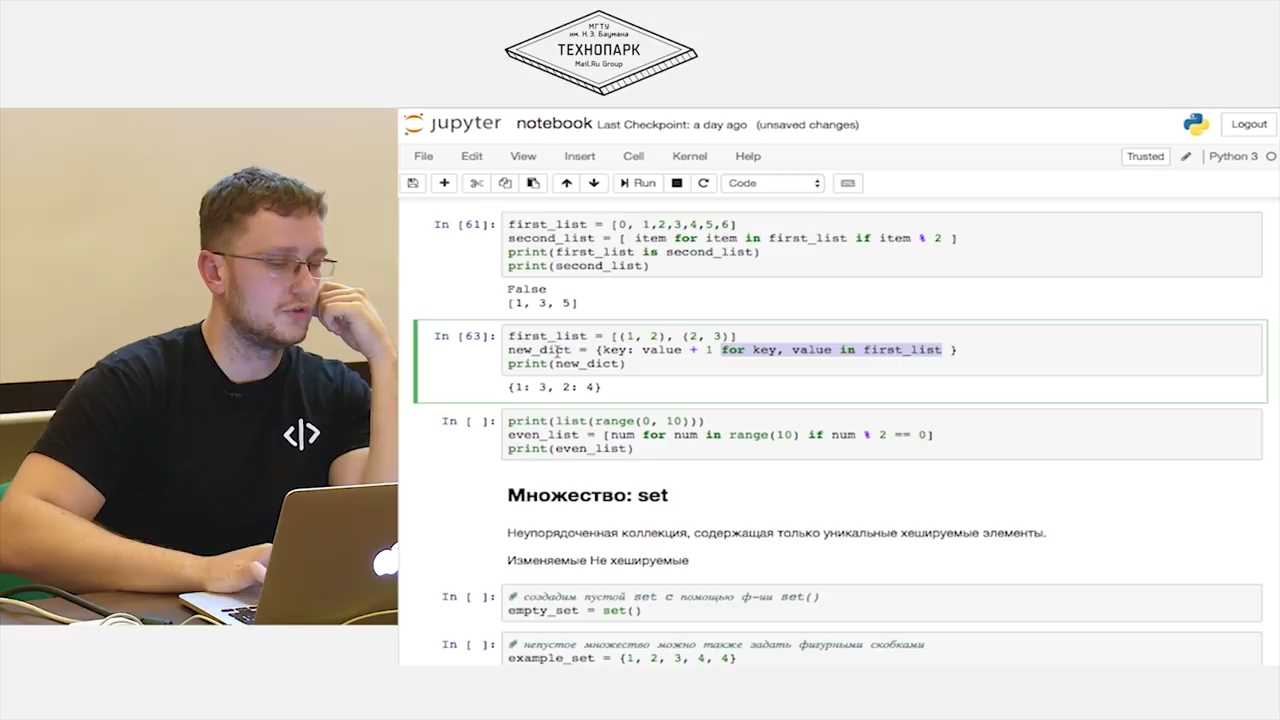 МГТУ
им. Н.Э. Баумана
ТЕХНОПАРК
Mail.Ru Group
jupyter notebook Last Checkpoint: a day ago (unsaved changes)
Logout
File Edit View Insert Cell Kernel Help
Trusted Python 3
Run Code
In [61]: first_list = [0, 1,2,3,4,5,6]
second_list = [ item for item in first_list if item % 2 ]
print(first_list is second_list)
print(second_list)
False
[1, 3, 5]
In [63]: first_list = [(1, 2), (2, 3)]
new_dict = {key: value + 1 for key, value in first_list }
print(new_dict)
{1: 3, 2: 4}
In [ ]: print(list(range(0, 10)))
even_list = [num for num in range(10) if num % 2 == 0]
print(even_list)
Множество: set
Неупорядоченная коллекция, содержащая только уникальные хешируемые элементы.
Изменяемые Не хешируемые
In [ ]: # создадим пустой set с помощью ф-ии set()
empty_set = set()
In [ ]: # непустое множество можно также задать фигурными скобками
example_set = {1, 2, 3, 4, 4}